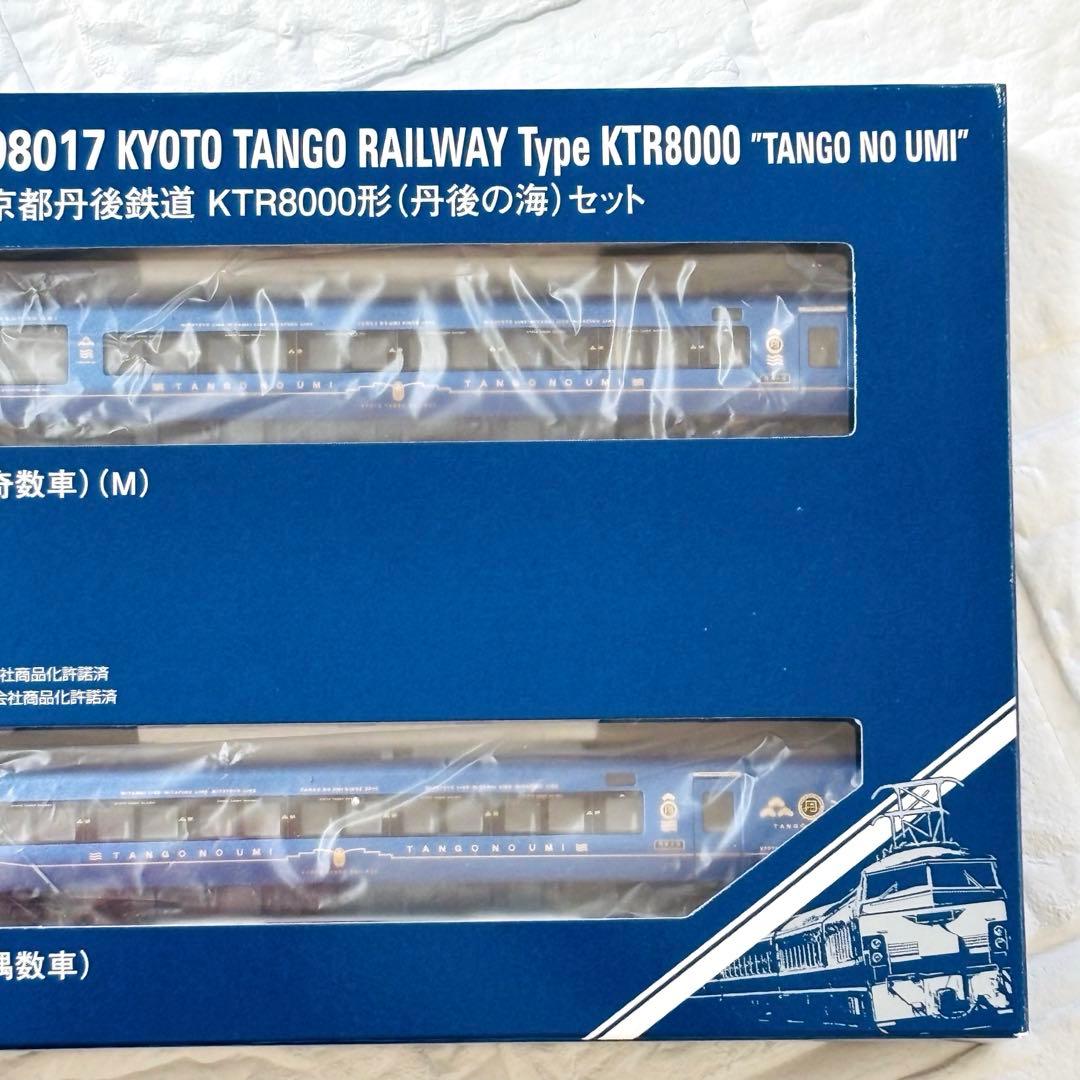 98017 KYOTO TANGO RAILWAY Type KTR8000 "TANGO NO UMI"
京都丹後鉄道 KTR8000形(丹後の海)セット
TANGO NO UMI TANGO NO UMI
奇数車)(M)
社商品化許諾済
会社商品化許諾済
TANGO NO UMI TANGO NO UMI
丹
TANGO
偶数車)